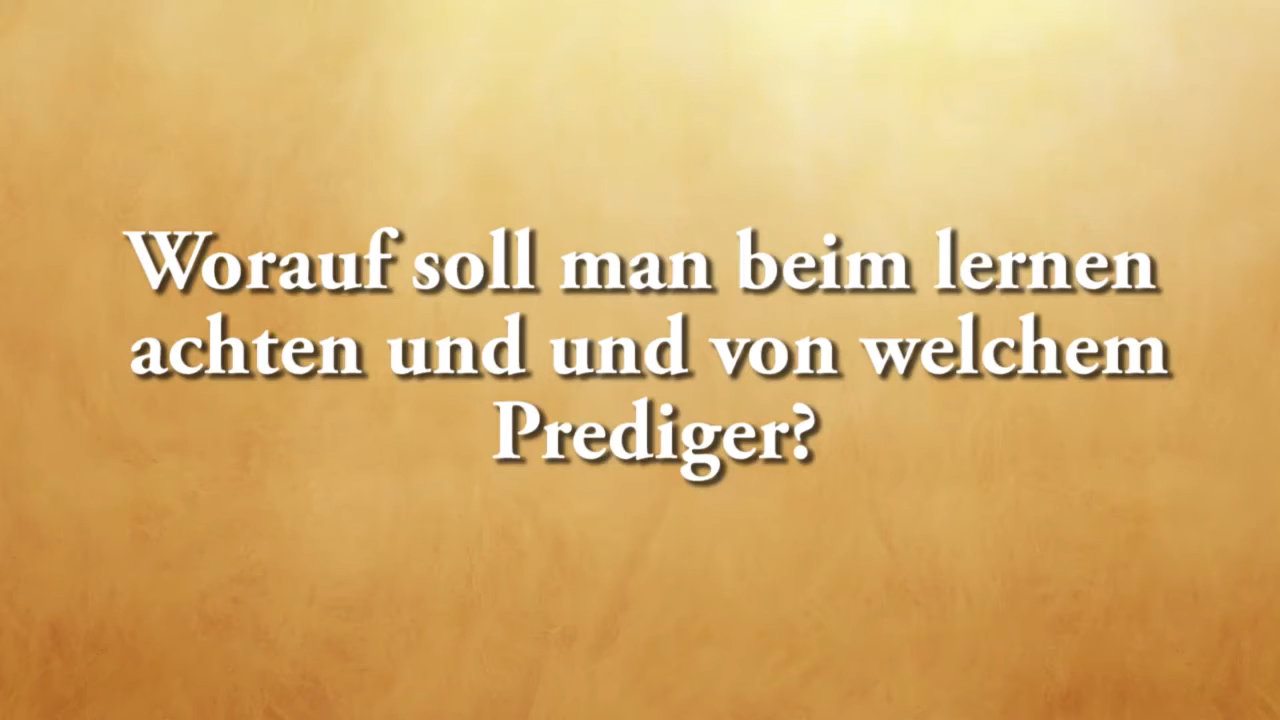 Worauf soll man beim lernen
achten und und von welchem
Prediger?